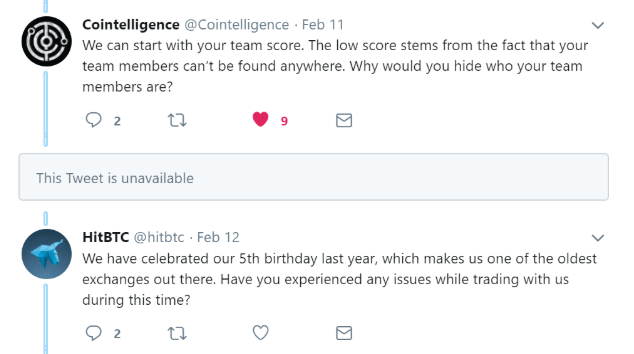 Cointelligence @Cointelligence · Feb 11
We can start with your team score. The low score stems from the fact that your
team members can't be found anywhere. Why would you hide who your team
members are?
2 9
This Tweet is unavailable
HitBTC @hitbtc · Feb 12
We have celebrated our 5th birthday last year, which makes us one of the oldest
exchanges out there. Have you experienced any issues while trading with us
during this time?
2